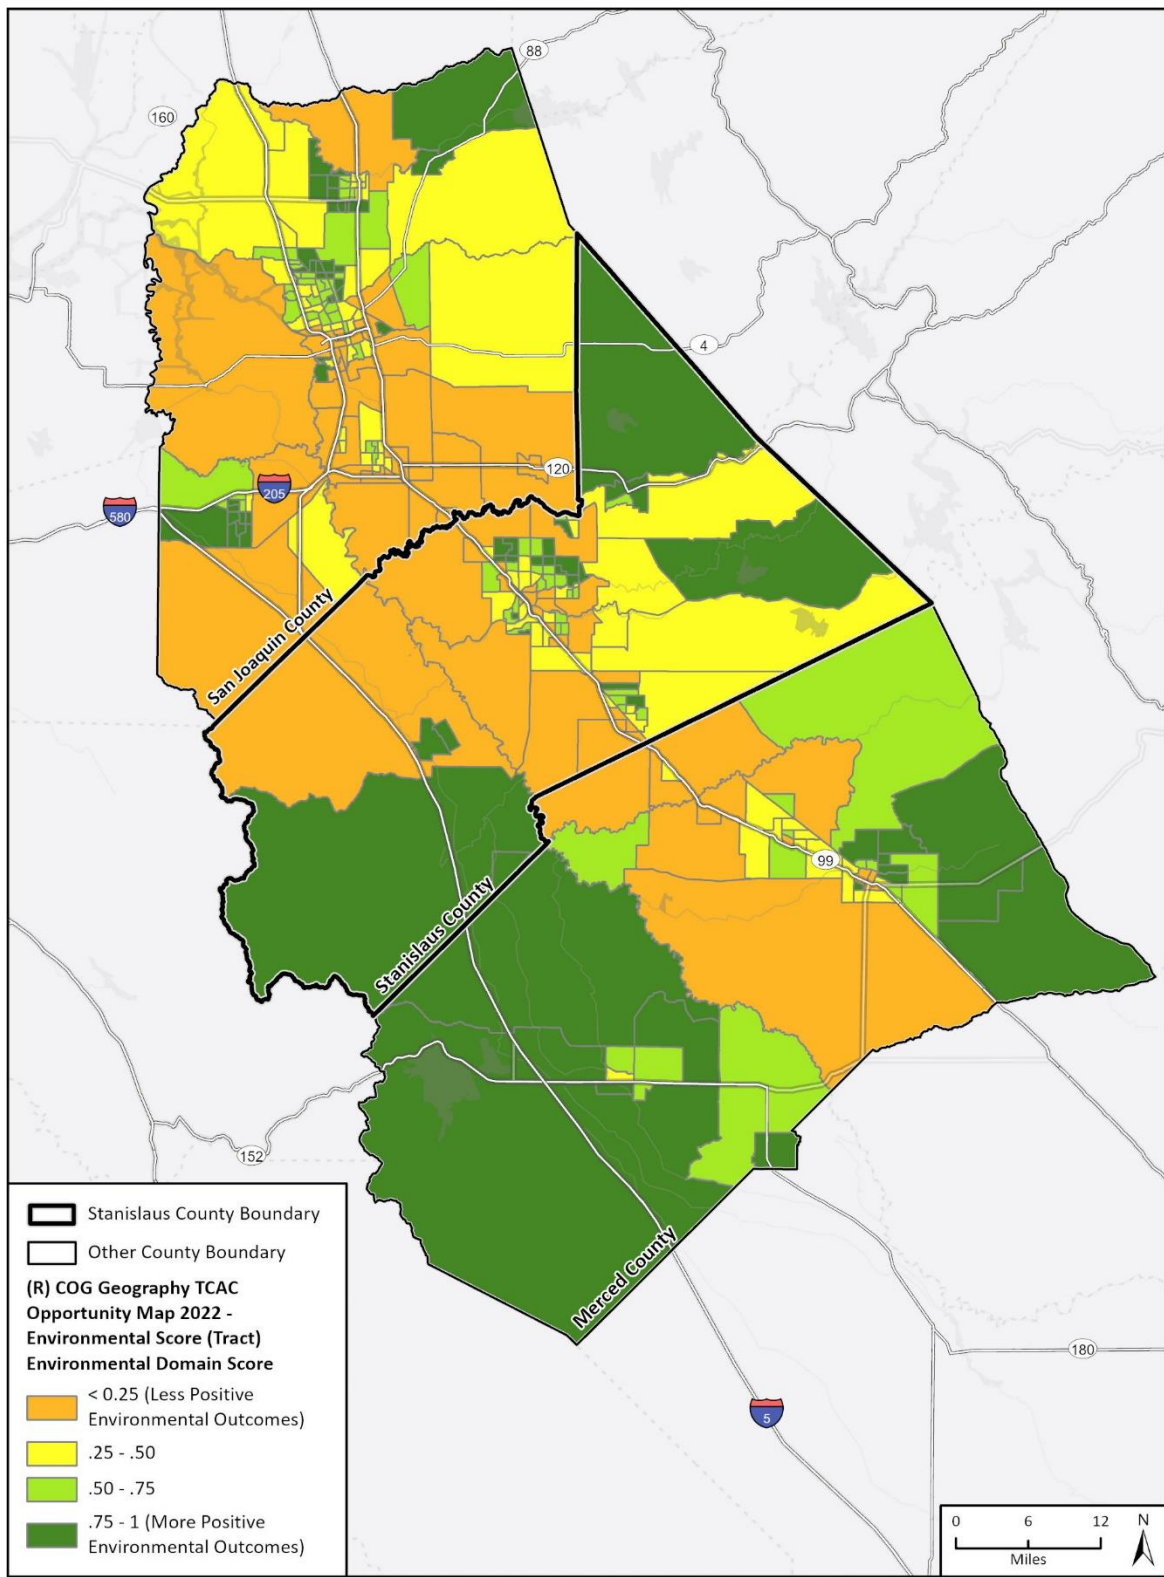 88
160
4
120
205
580
San Joaquin County
99
Stanislaus County
152
Merced County
180
5
Stanislaus County Boundary
Other County Boundary
(R) COG Geography TCAC
Opportunity Map 2022 -
Environmental Score (Tract)
Environmental Domain Score
< 0.25 (Less Positive
Environmental Outcomes)
.25 - .50
.50 - .75
.75 - 1 (More Positive
Environmental Outcomes)
0 6 12
Miles
N